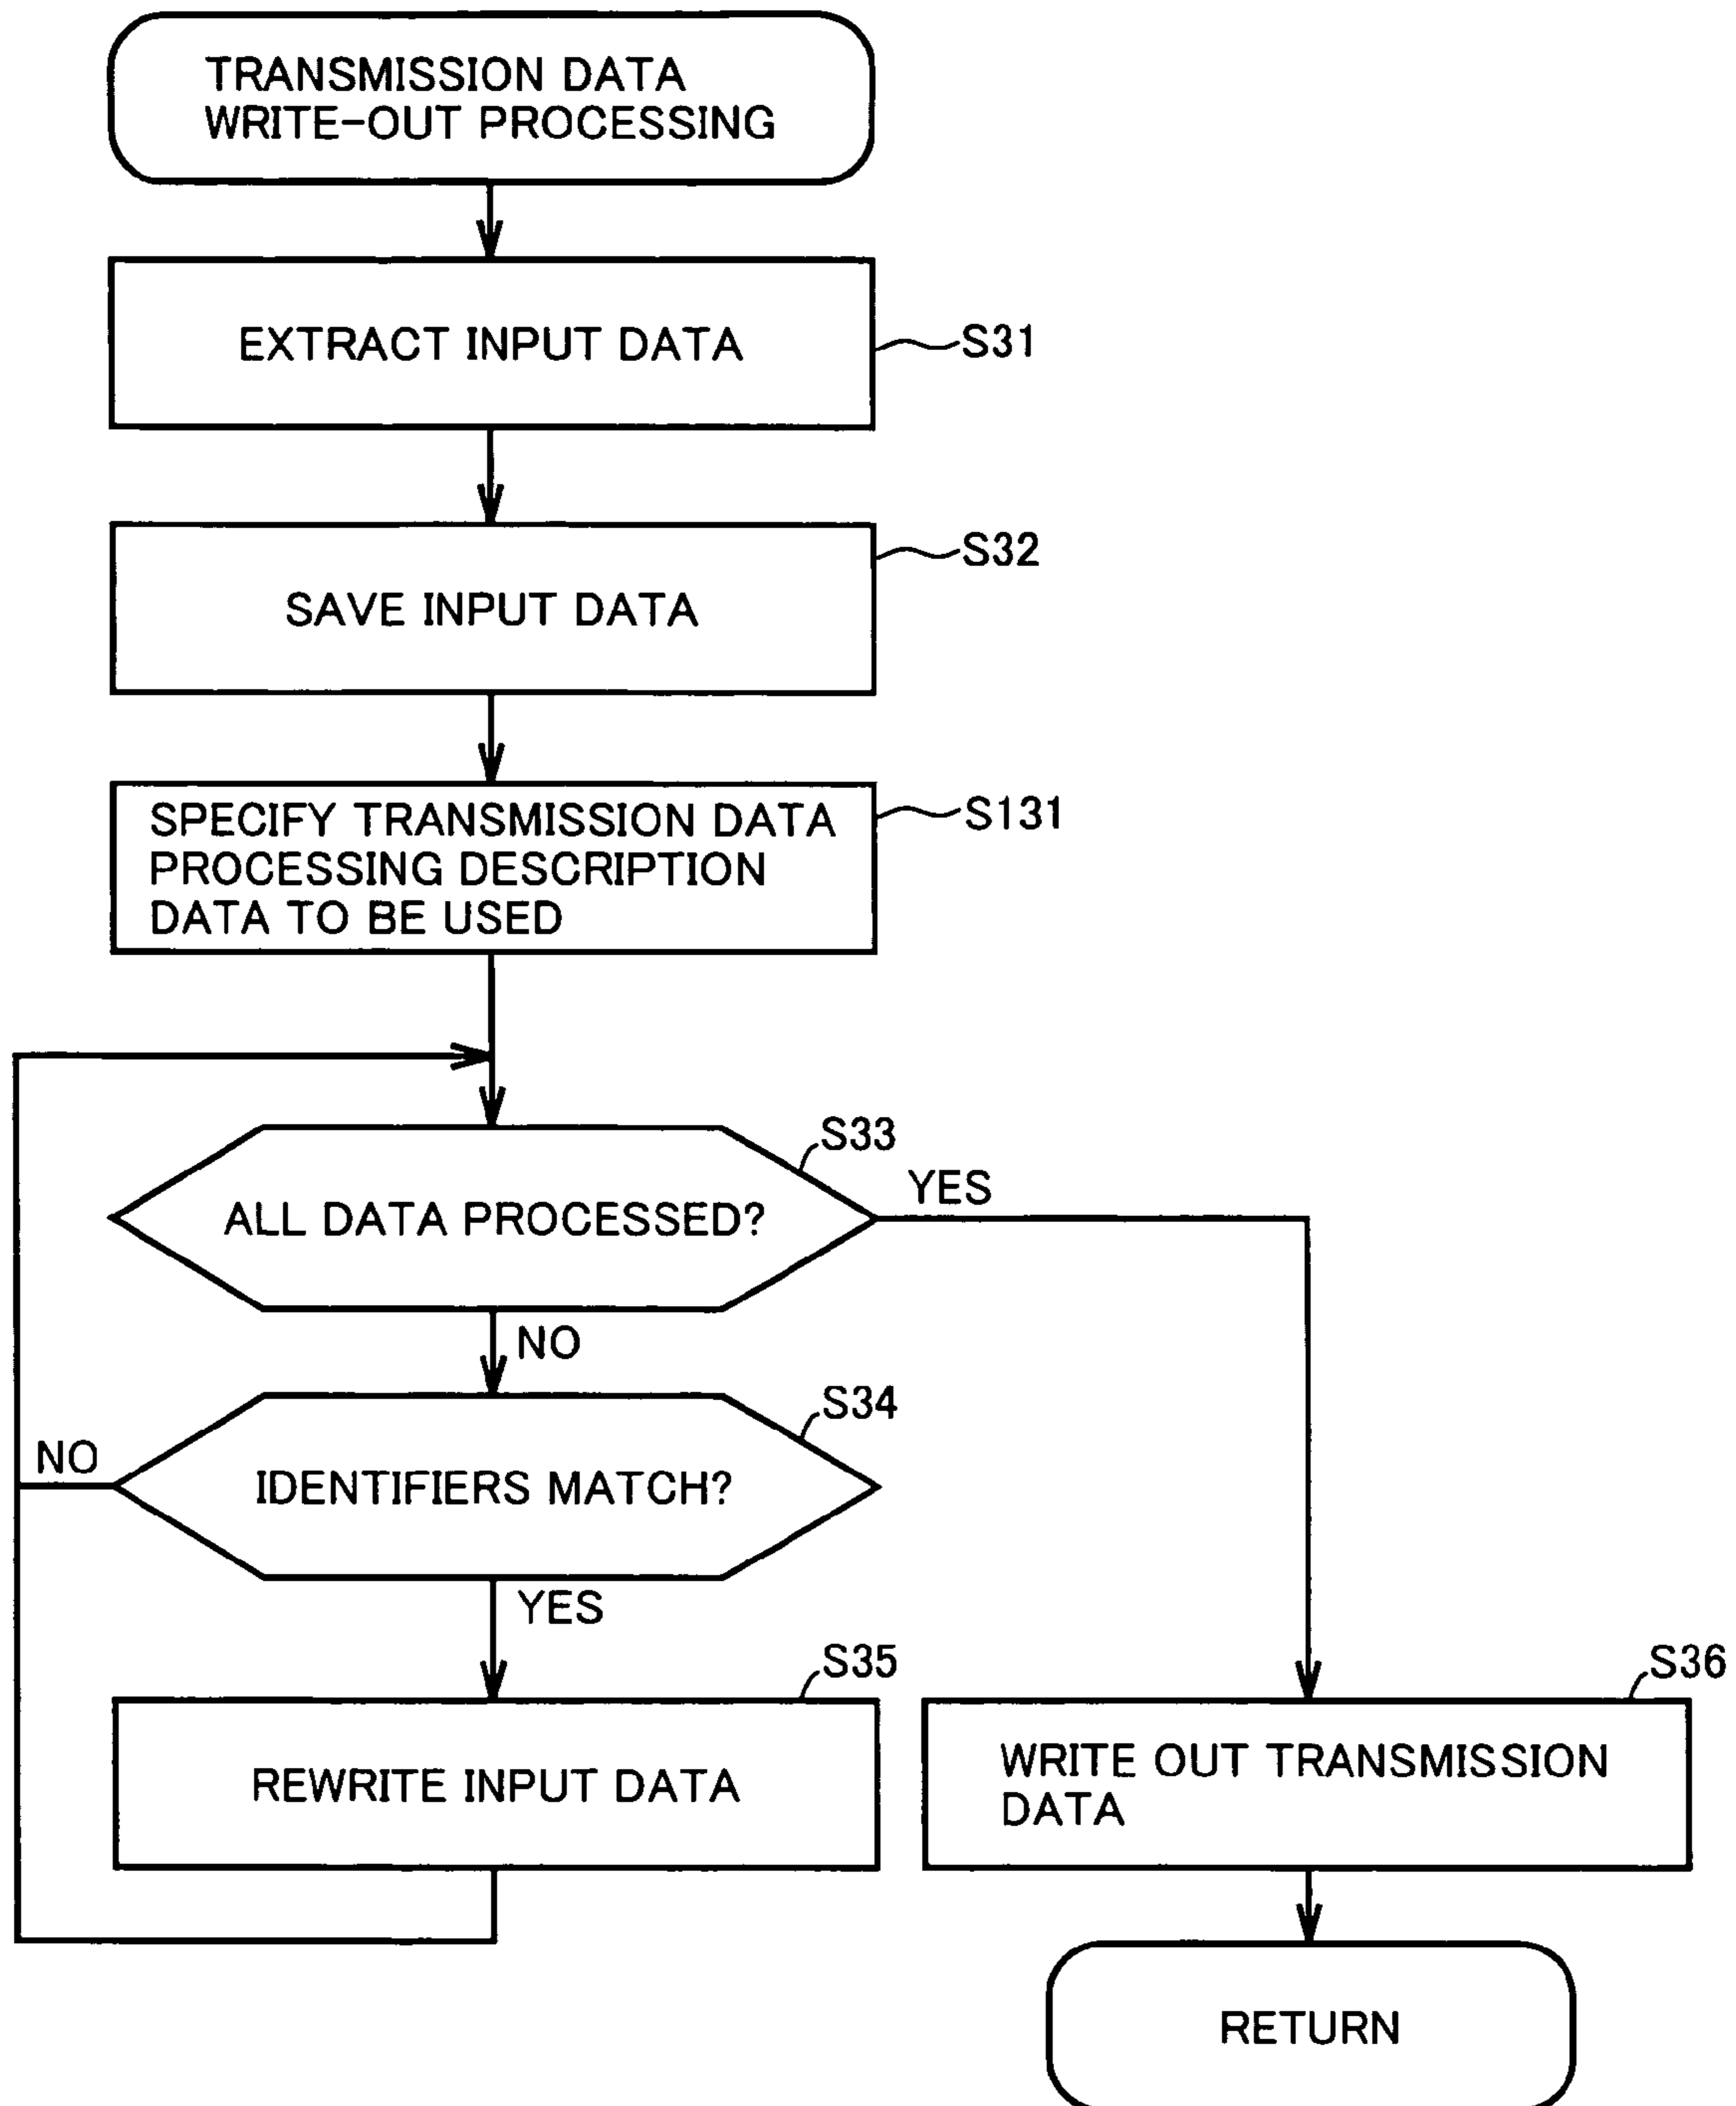 TRANSMISSION DATA
WRITE-OUT PROCESSING
EXTRACT INPUT DATA
S31
S32
SAVE INPUT DATA
S131
SPECIFY TRANSMISSION DATA
PROCESSING DESCRIPTION
DATA TO BE USED
S33
YES
ALL DATA PROCESSED?
NO
S34
NO
IDENTIFIERS MATCH?
YES
S35
S36
REWRITE INPUT DATA
WRITE OUT TRANSMISSION
DATA
RETURN